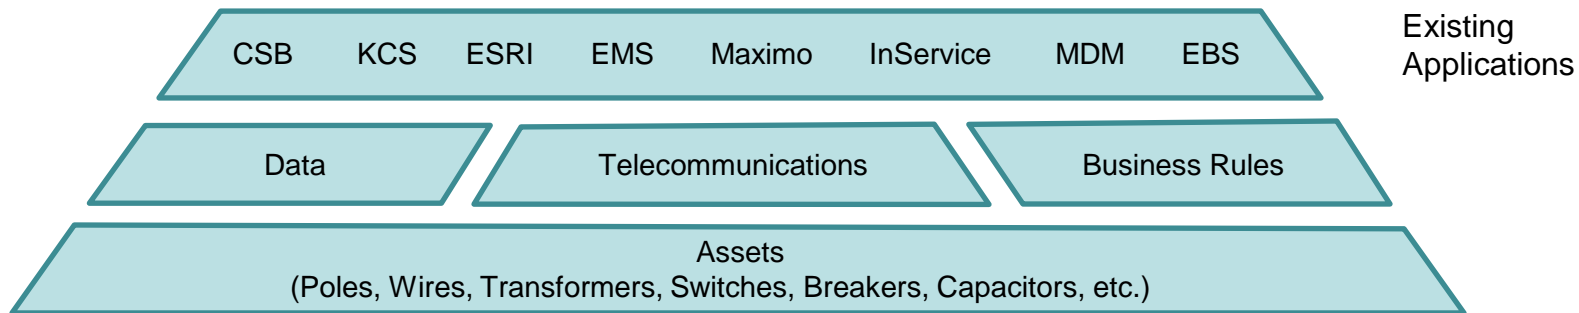 CSB KCS ESRI EMS Maximo InService MDM EBS
Existing
Applications
Data Telecommunications Business Rules
Assets
(Poles, Wires, Transformers, Switches, Breakers, Capacitors, etc.)